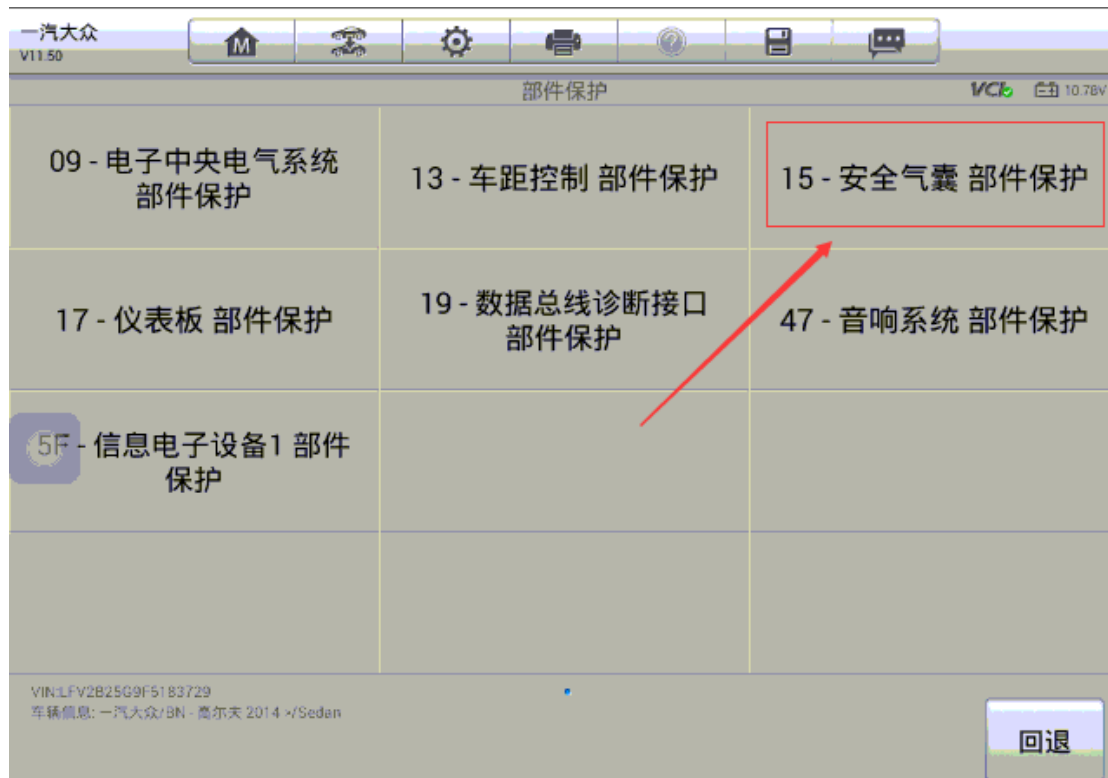 一汽大众
V11.50
M
部件保护
VCI
10.78V
09 - 电子中央电气系统
部件保护
13 - 车距控制 部件保护
15 - 安全气囊 部件保护
17 - 仪表板 部件保护
19 - 数据总线诊断接口
部件保护
47 - 音响系统 部件保护
5F - 信息电子设备1 部件
保护
VIN:LFV2B25G9F5183729
车辆信息: 一汽大众/BN - 高尔夫 2014 >/Sedan
回退